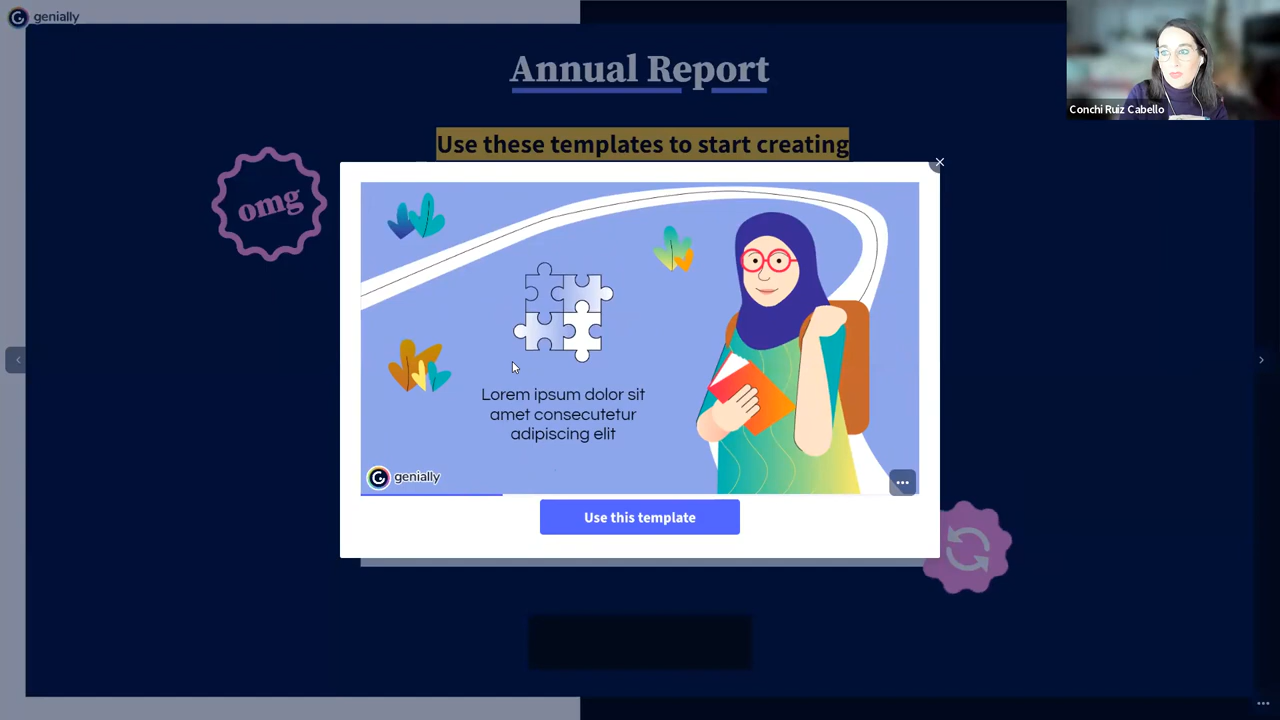 genially
Annual Report
Conchi Ruiz Cabello
Use these templates to start creating
omg
Lorem ipsum dolor sit
amet consecutetur
adipiscing elit
genially
Use this template